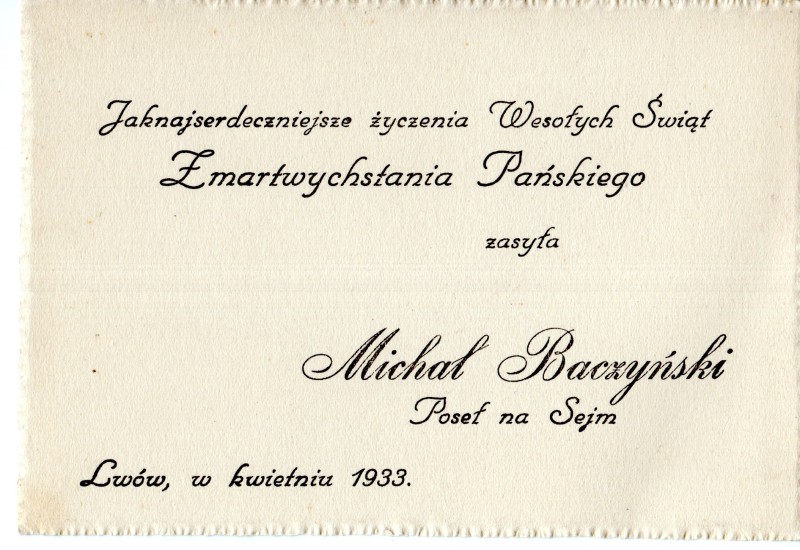 Jaknajserdeczniejsze życzenia Wesołych Świąt
Zmartwychstania Pańskiego
zasyła
Michał Baczyński
Poseł na Sejm
Lwów, w kwietniu 1933.